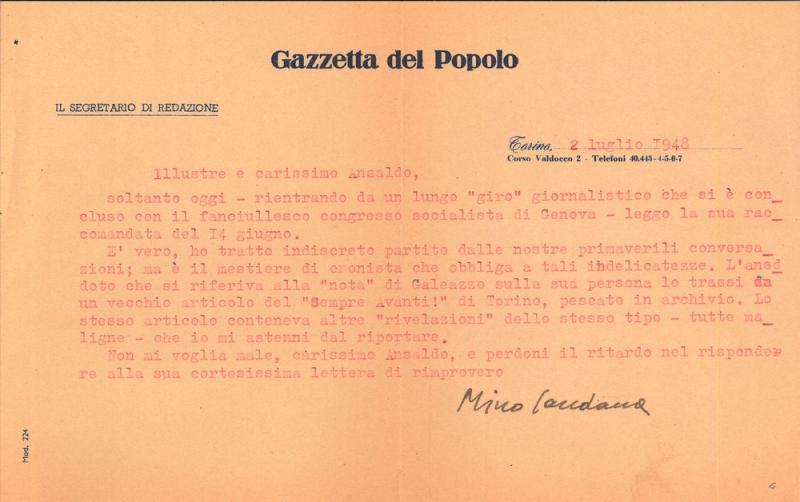 Gazzetta del Popolo
IL SEGRETARIO DI REDAZIONE
Torino, 2 luglio I948
Corso Valdocco 2 - Telefoni 40.443-4-5-6-7
Illustre e carissimo Ansaldo,
soltanto oggi - rientrando da un lungo "giro" giornalistico che si è con_
cluso con il fanciullesco congresso socialista di Genova - leggo la sua rac_
comandata del I4 giugno.
E' vero, ho tratto indiscreto partito dalle nostre primaverili conversa_
zioni; ma è il mestiere di cronista che obbliga a tali indelicatezze. L'aned_
doto che si riferiva alla "nota" di Galeazzo sulla sua persona lo trassi da
un vecchio articolo del "Sempre Avanti!" di Torino, pescato in archivio. Lo
stesso articolo conteneva altre "rivelazioni" dello stesso tipo - tutte ma_
ligne - che io mi astenni dal riportare.
Non mi voglia male, carissimo Ansaldo, e perdoni il ritardo nel risponde
re alla sua cortesissima lettera di rimprovero
Mino Caudana
Mod. 224
6